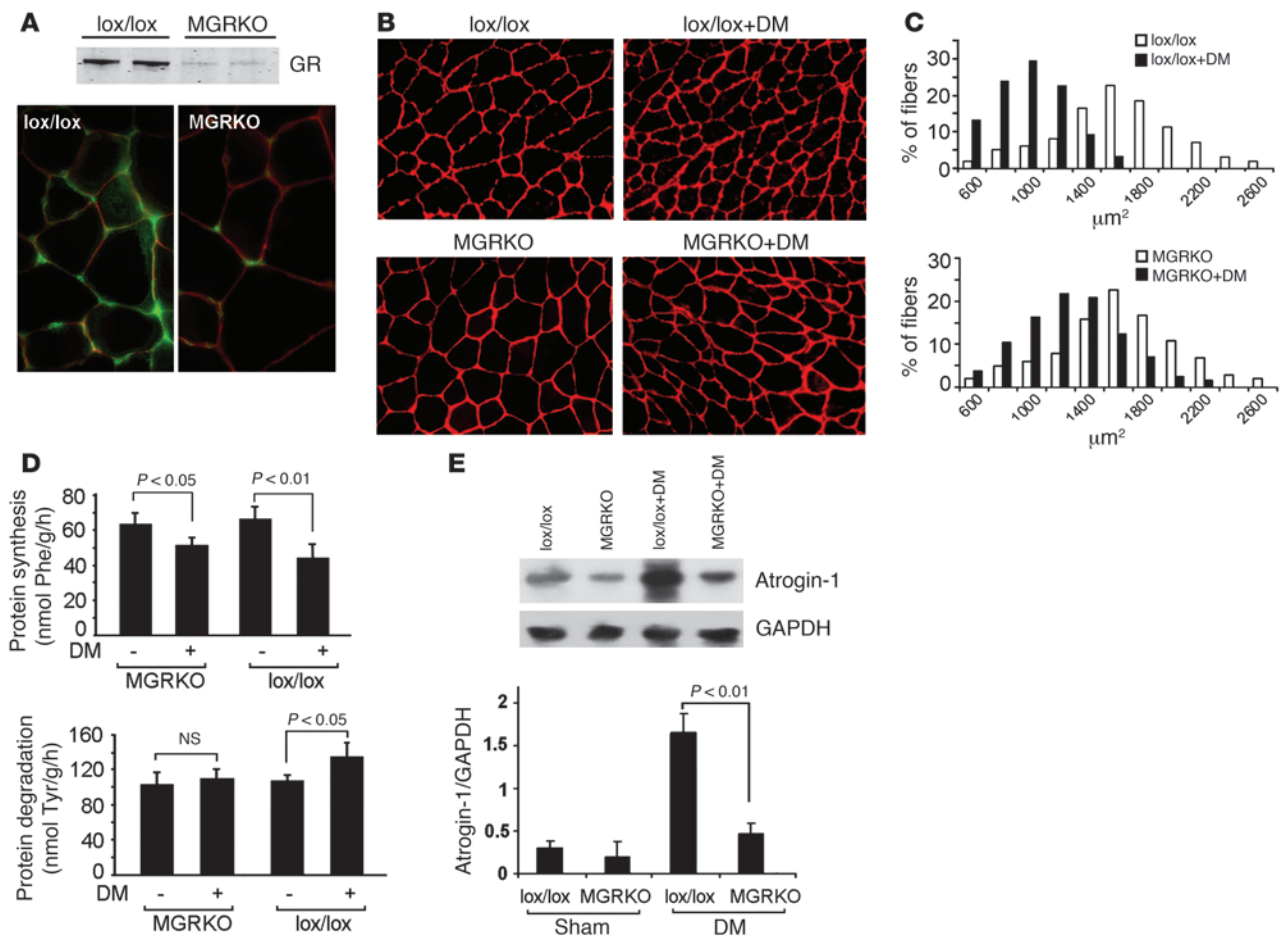 A
lox/lox MGRKO
GR
lox/lox
MGRKO
B
lox/lox
lox/lox+DM
MGRKO
MGRKO+DM
C
lox/lox
lox/lox+DM
% of fibers
30
20
10
0
600 1000 1400 1800 2200 2600
μm²
MGRKO
MGRKO+DM
% of fibers
30
20
10
0
600 1000 1400 1800 2200 2600
μm²
D
P < 0.05
P < 0.01
Protein synthesis
(nmol Phe/g/h)
80
60
40
60
0
DM - + - +
MGRKO lox/lox
NS
P < 0.05
Protein degradation
(nmol Tyr/g/h)
160
120
80
40
0
DM - + - +
MGRKO lox/lox
E
lox/lox
MGRKO
lox/lox+DM
MGRKO+DM
Atrogin-1
GAPDH
P < 0.01
Atrogin-1/GAPDH
2
1.5
1
0.5
0
lox/lox MGRKO lox/lox MGRKO
Sham DM